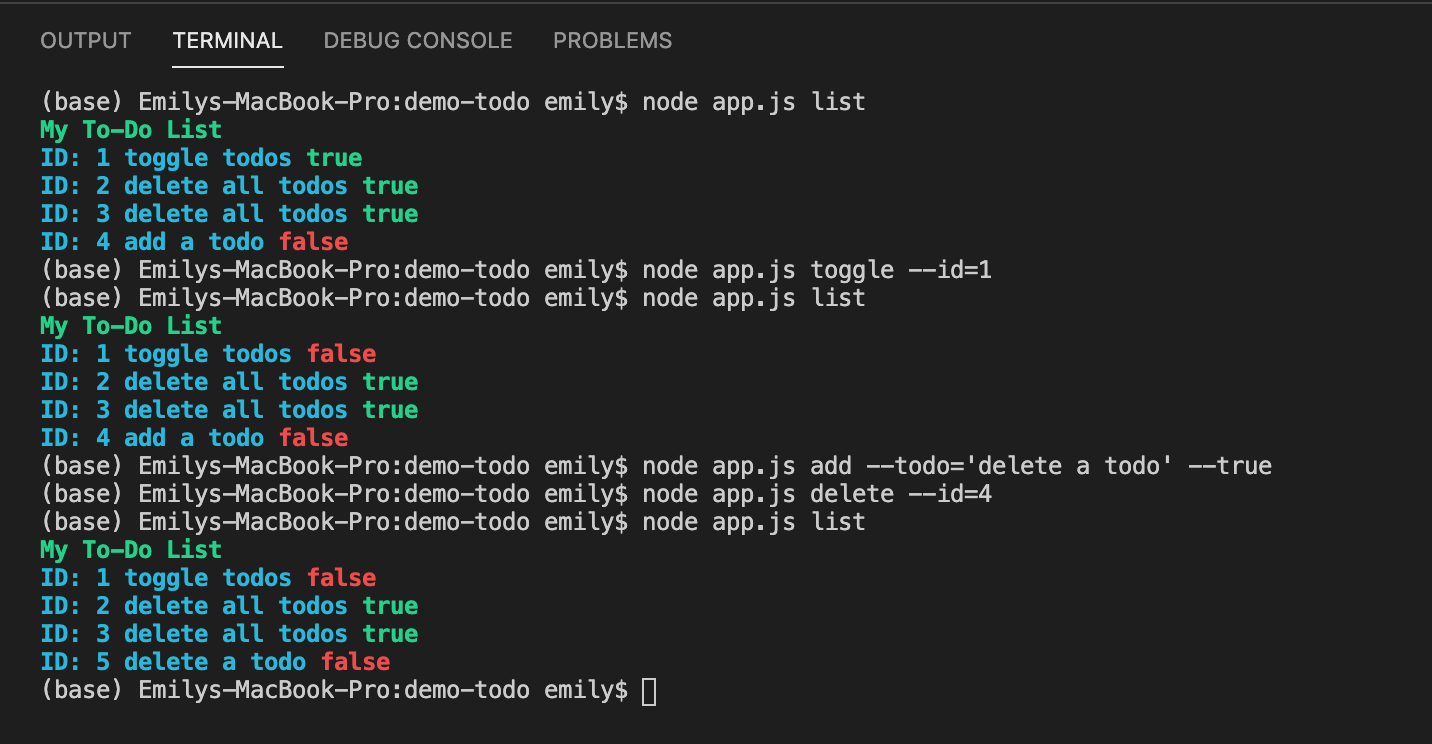 OUTPUT TERMINAL DEBUG CONSOLE PROBLEMS
(base) Emilys-MacBook-Pro:demo-todo emily$ node app.js list
My To-Do List
ID: 1 toggle todos true
ID: 2 delete all todos true
ID: 3 delete all todos true
ID: 4 add a todo false
(base) Emilys-MacBook-Pro:demo-todo emily$ node app.js toggle --id=1
(base) Emilys-MacBook-Pro:demo-todo emily$ node app.js list
My To-Do List
ID: 1 toggle todos false
ID: 2 delete all todos true
ID: 3 delete all todos true
ID: 4 add a todo false
(base) Emilys-MacBook-Pro:demo-todo emily$ node app.js add --todo='delete a todo' --true
(base) Emilys-MacBook-Pro:demo-todo emily$ node app.js delete --id=4
(base) Emilys-MacBook-Pro:demo-todo emily$ node app.js list
My To-Do List
ID: 1 toggle todos false
ID: 2 delete all todos true
ID: 3 delete all todos true
ID: 5 delete a todo false
(base) Emilys-MacBook-Pro:demo-todo emily$